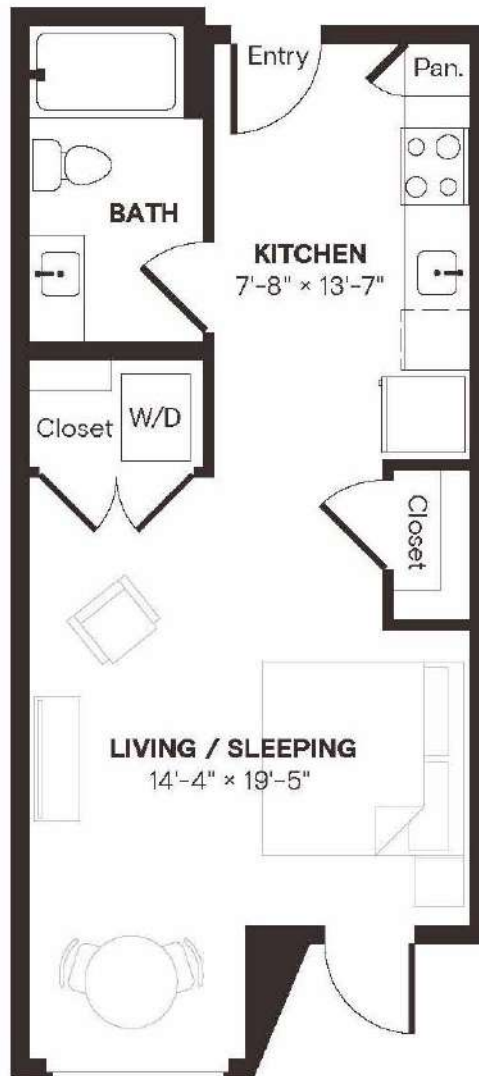 Entry
Pan.
BATH
KITCHEN
7'-8" × 13'-7"
Closet
W/D
Closet
LIVING / SLEEPING
14'-4" × 19'-5"